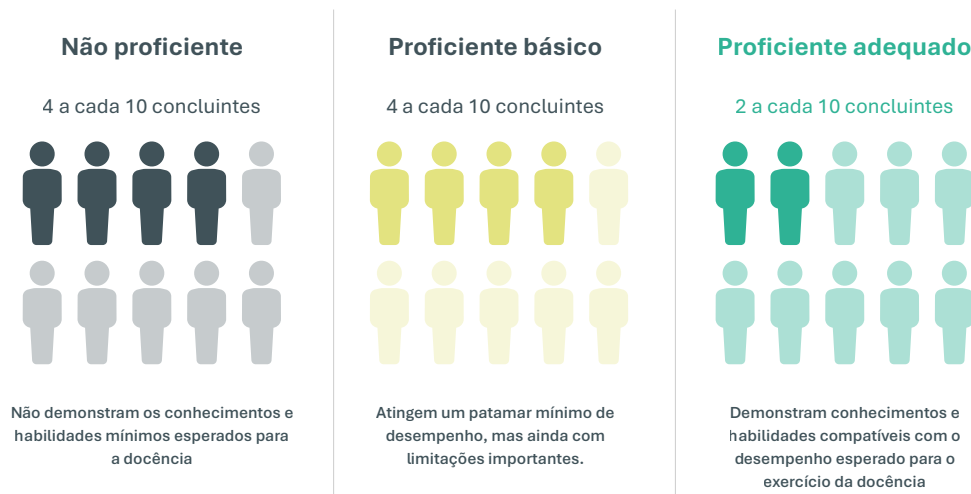 Não proficiente
4 a cada 10 concluintes
Não demonstram os conhecimentos e
habilidades mínimos esperados para
a docência
Proficiente básico
4 a cada 10 concluintes
Atingem um patamar mínimo de
desempenho, mas ainda com
limitações importantes.
Proficiente adequado
2 a cada 10 concluintes
Demonstram conhecimentos e
habilidades compatíveis com o
desempenho esperado para o
exercício da docência